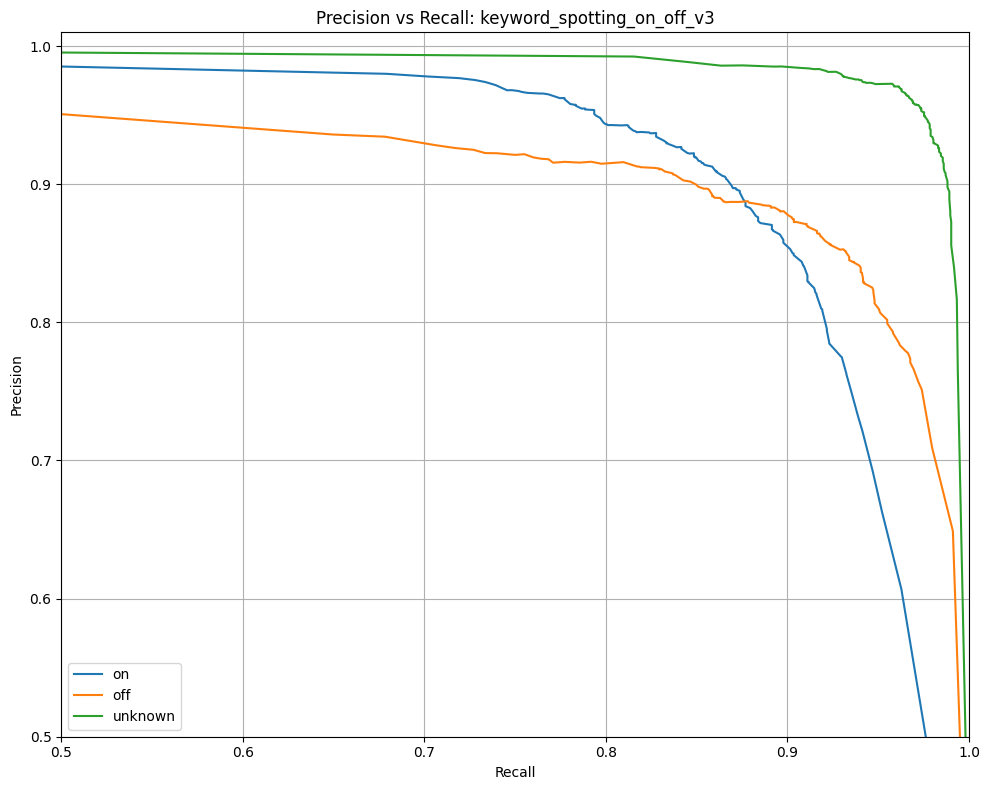 Precision vs Recall: keyword_spotting_on_off_v3
1.0
0.9
0.8
0.7
0.6
0.5
Precision
on
off
unknown
0.5 0.6 0.7 0.8 0.9 1.0
Recall